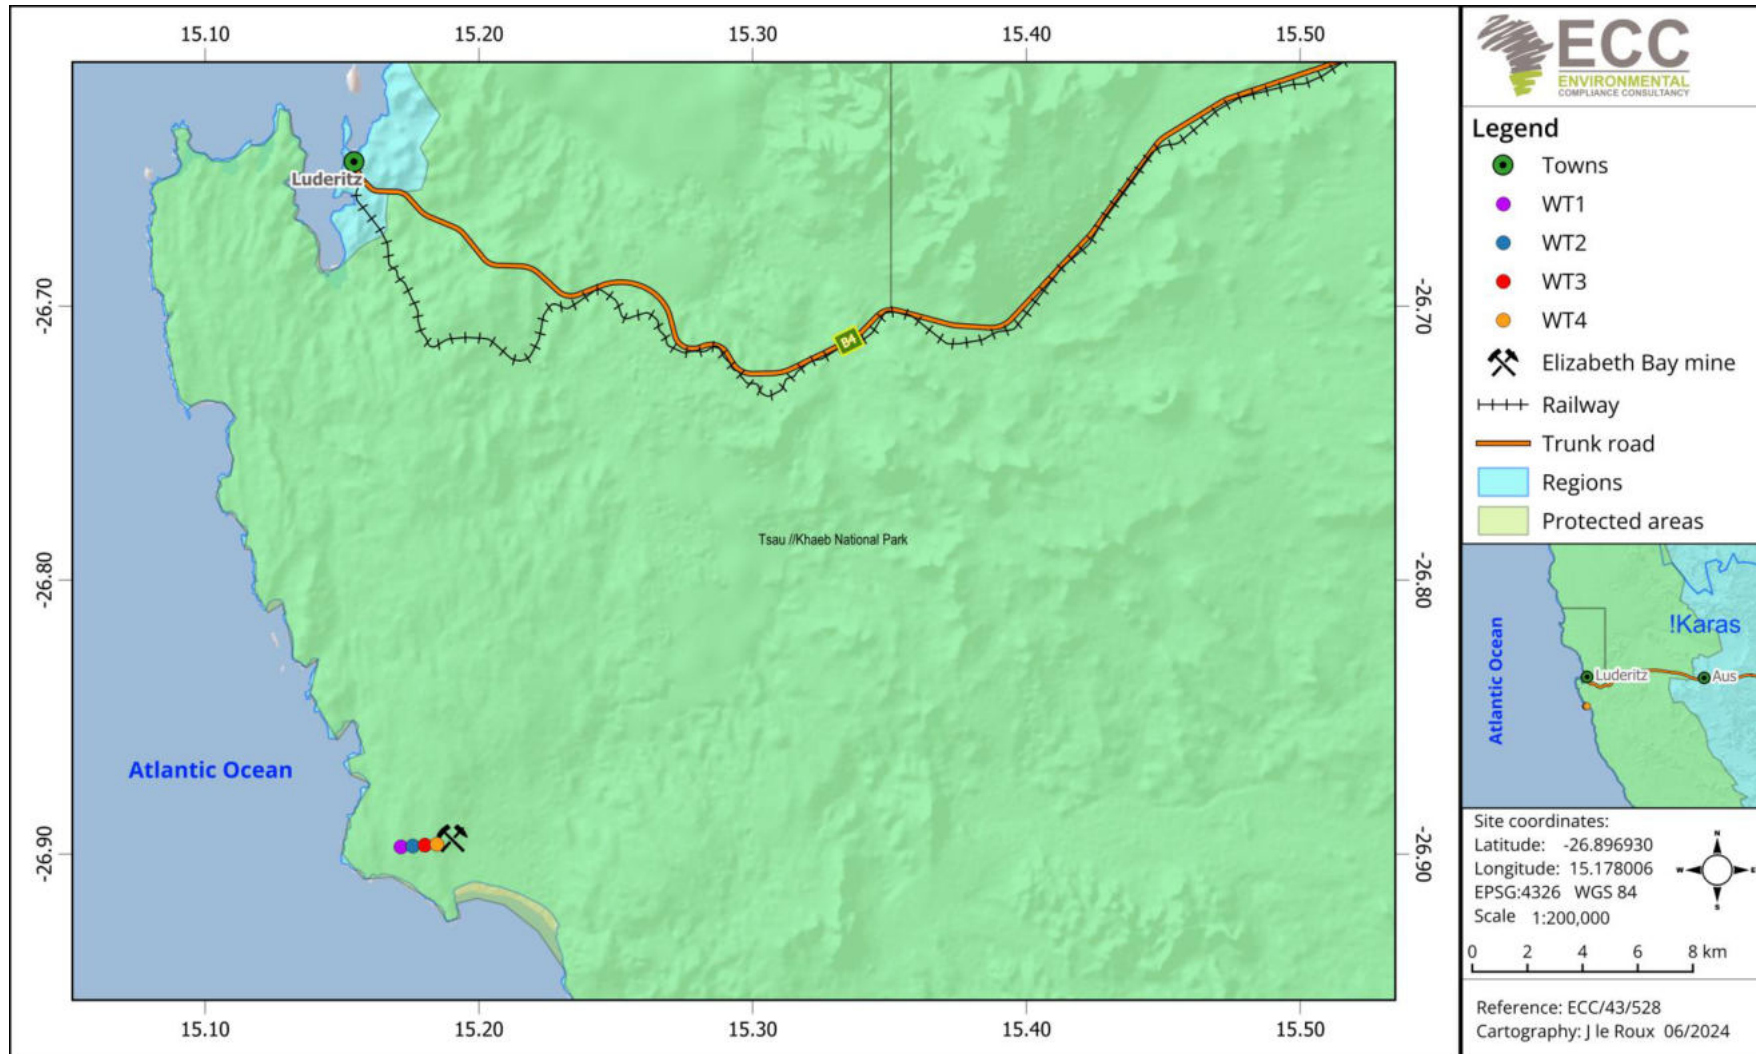 15.10 15.20 15.30 15.40 15.50
Luderitz
-26.70 -26.70
B4
Tsau //Khaeb National Park
-26.80 -26.80
Atlantic Ocean
-26.90 -26.90
15.10 15.20 15.30 15.40 15.50
ECC
ENVIRONMENTAL
COMPLIANCE CONSULTANCY
Legend
Towns
WT1
WT2
WT3
WT4
Elizabeth Bay mine
Railway
Trunk road
Regions
Protected areas
!Karas
Atlantic Ocean
Luderitz
Aus
Site coordinates:
Latitude: -26.896930
Longitude: 15.178006
EPSG:4326 WGS 84
Scale 1:200,000
N
W E
S
0 2 4 6 8 km
Reference: ECC/43/528
Cartography: J le Roux 06/2024